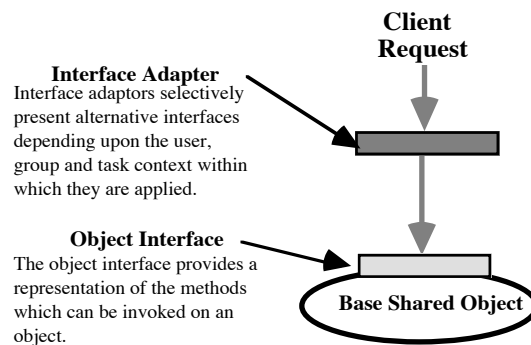 Client
Request
Interface Adapter
Interface adaptors selectively
present alternative interfaces
depending upon the user,
group and task context within
which they are applied.
Object Interface
The object interface provides a
representation of the methods
which can be invoked on an
object.
Base Shared Object